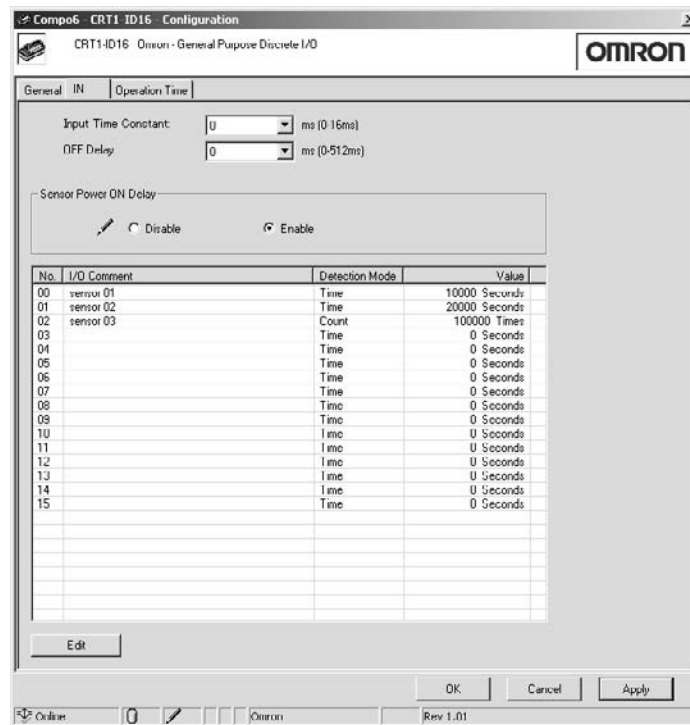 Compo6 - CRT1-ID16 - Configuration
CRT1-ID16 Omron - General Purpose Discrete I/O
OMRON
General IN Operation Time
Input Time Constant: 0 ms (0-16ms)
OFF Delay 0 ms (0-512ms)
Sensor Power ON Delay
Disable Enable
No. I/O Comment Detection Mode Value
00 sensor 01 Time 10000 Seconds
01 sensor 02 Time 20000 Seconds
02 sensor 03 Count 100000 Times
03 Time 0 Seconds
04 Time 0 Seconds
05 Time 0 Seconds
06 Time 0 Seconds
07 Time 0 Seconds
08 Time 0 Seconds
09 Time 0 Seconds
10 Time 0 Seconds
11 Time 0 Seconds
12 Time 0 Seconds
13 Time 0 Seconds
14 Time 0 Seconds
15 Time 0 Seconds
Edit
OK Cancel Apply
Online Omron Rev 1.01